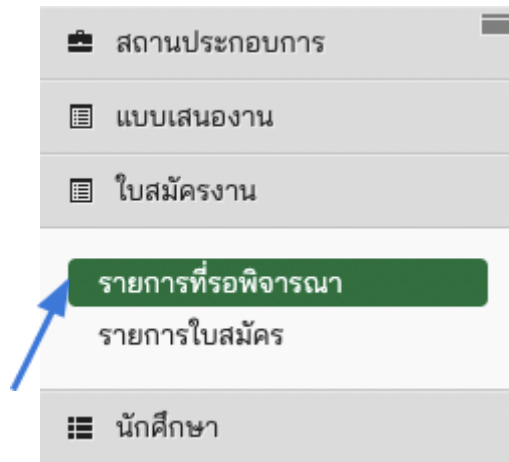 สถานประกอบการ
แบบเสนองาน
ใบสมัครงาน
รายการที่รอพิจารณา
รายการใบสมัคร
นักศึกษา